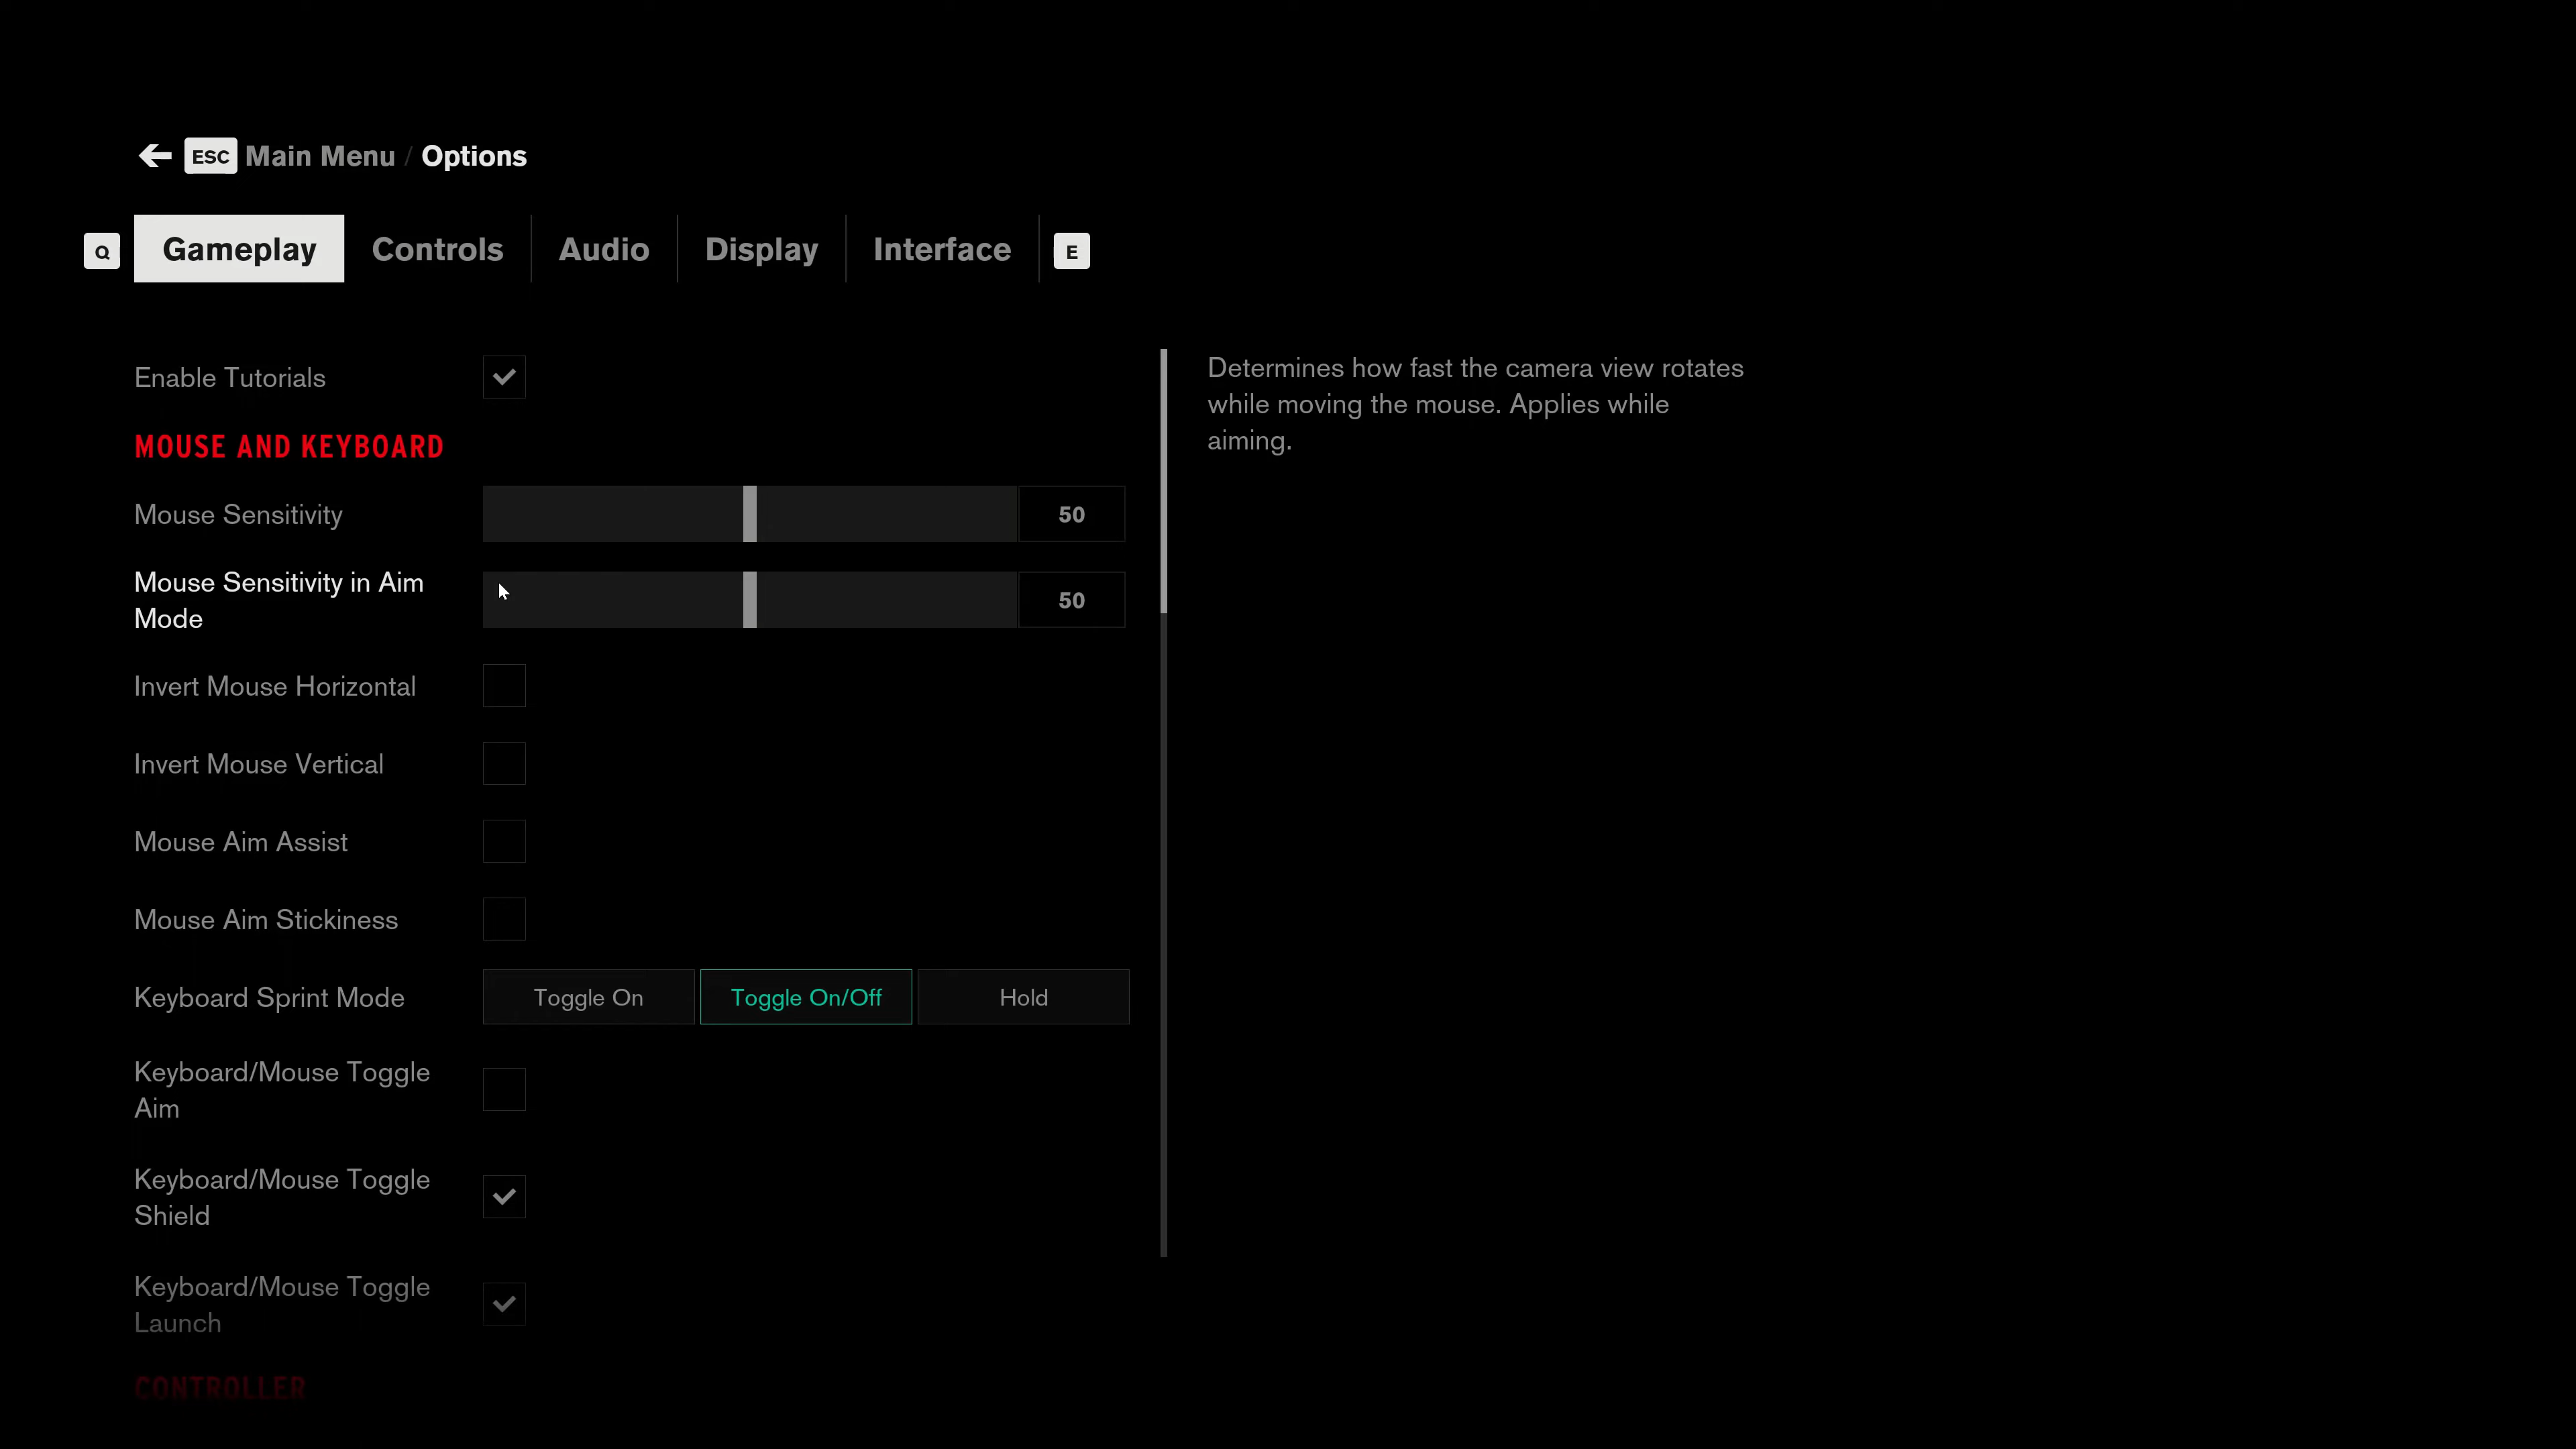 ESC Main Menu / Options
Q Gameplay Controls Audio Display Interface E
Enable Tutorials
Determines how fast the camera view rotates
while moving the mouse. Applies while
aiming.
MOUSE AND KEYBOARD
Mouse Sensitivity 50
Mouse Sensitivity in Aim
Mode
50
Invert Mouse Horizontal
Invert Mouse Vertical
Mouse Aim Assist
Mouse Aim Stickiness
Keyboard Sprint Mode Toggle On Toggle On/Off Hold
Keyboard/Mouse Toggle
Aim
Keyboard/Mouse Toggle
Shield
Keyboard/Mouse Toggle
Launch
CONTROLLER